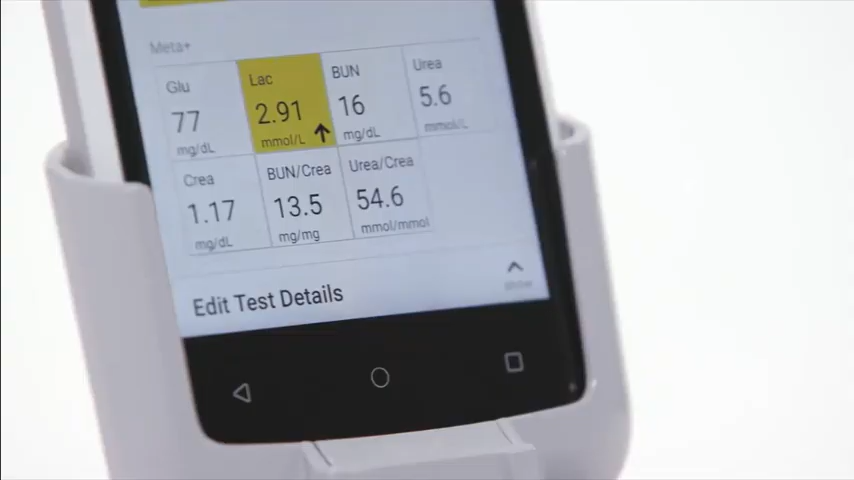 Meta+
Glu Lac BUN Urea
77 2.91 16 5.6
mg/dL mmol/L mg/dL mmol/L
Crea BUN/Crea Urea/Crea
1.17 13.5 54.6
mg/dL mg/mg mmol/mmol
Edit Test Details